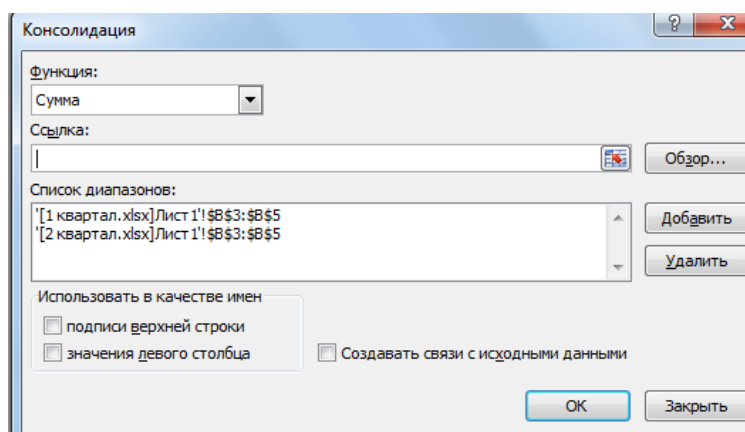 Консолидация
Функция:
Сумма
Ссылка:
Обзор...
Список диапазонов:
'[1 квартал.xlsx]Лист1'!$B$3:$B$5
'[2 квартал.xlsx]Лист1'!$B$3:$B$5
Добавить
Удалить
Использовать в качестве имен
подписи верхней строки
значения левого столбца
Создавать связи с исходными данными
ОК
Закрыть